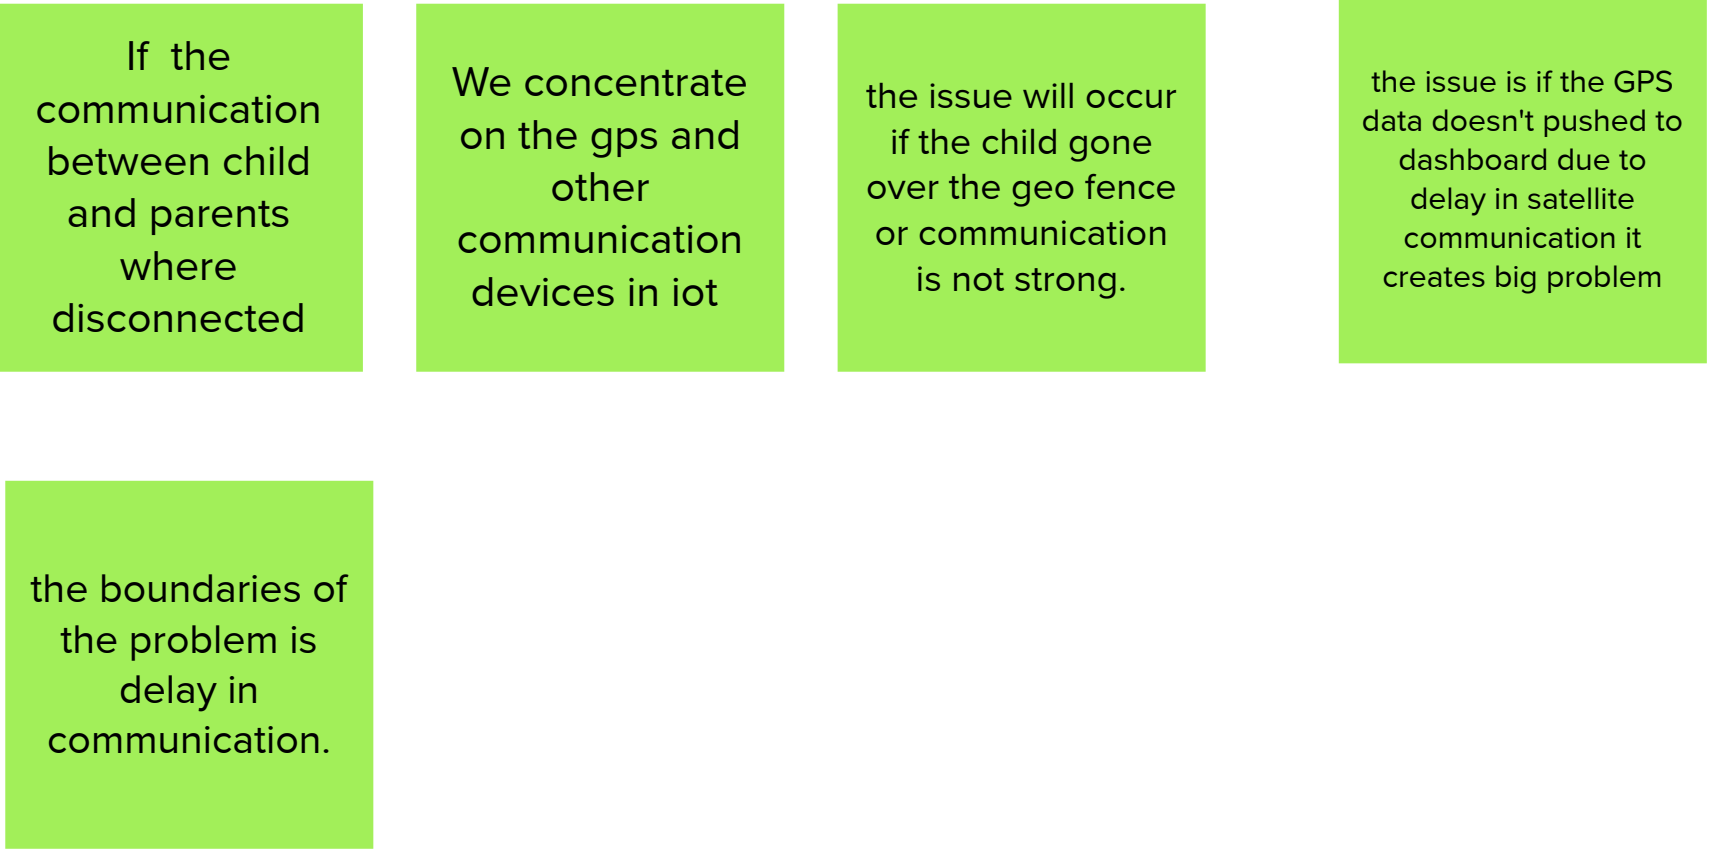 If  the
communication
between child
and parents
where
disconnected
We concentrate
on the gps and
other
communication
devices in iot
the issue will occur
if the child gone
over the geo fence
or communication
is not strong.
the issue is if the GPS
data doesn't pushed to
dashboard due to
delay in satellite
communication it
creates big problem
the boundaries of
the problem is
delay in
communication.